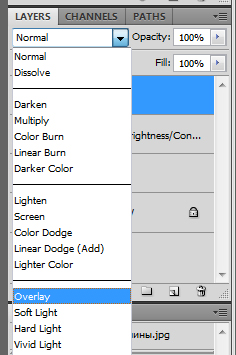 LAYERS CHANNELS PATHS
Normal Opacity: 100%
Normal Fill: 100%
Dissolve
Darken
Multiply
Color Burn rightness/Con...
Linear Burn
Darker Color
Lighten
Screen
Color Dodge
Linear Dodge (Add)
Lighter Color
Overlay
Soft Light
Hard Light ины.jpg
Vivid Light